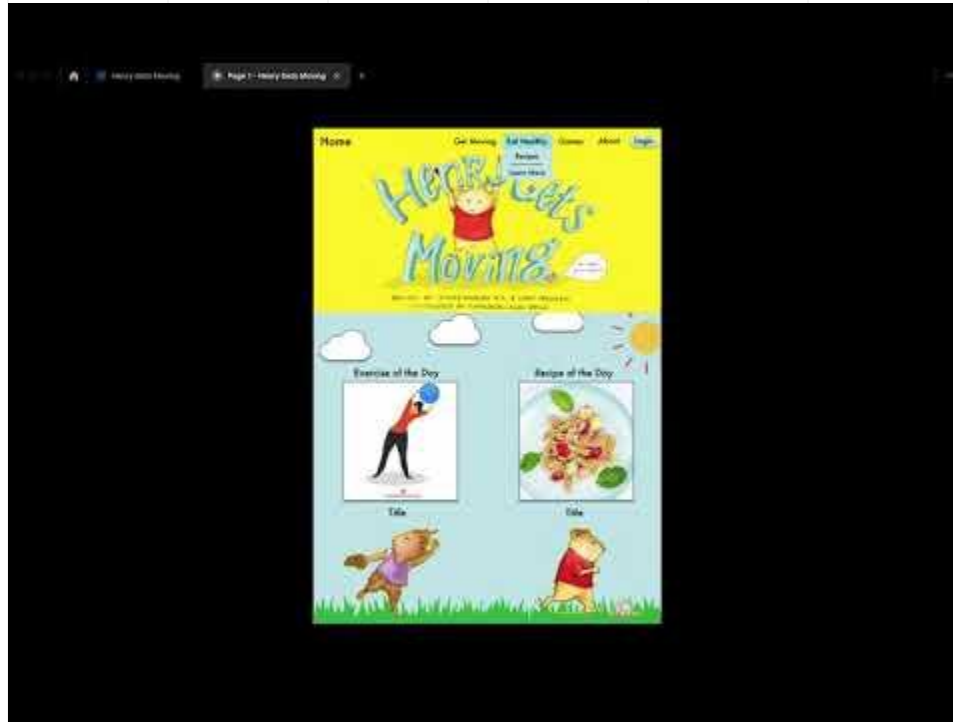 Henry Gets Moving
Page 1 - Henry Gets Moving
Home
Get Moving
Eat Healthy
Games
About
Login
Recipes
Learn More
Henry Gets
Moving
Exercise of the Day
Recipe of the Day
Title
Title